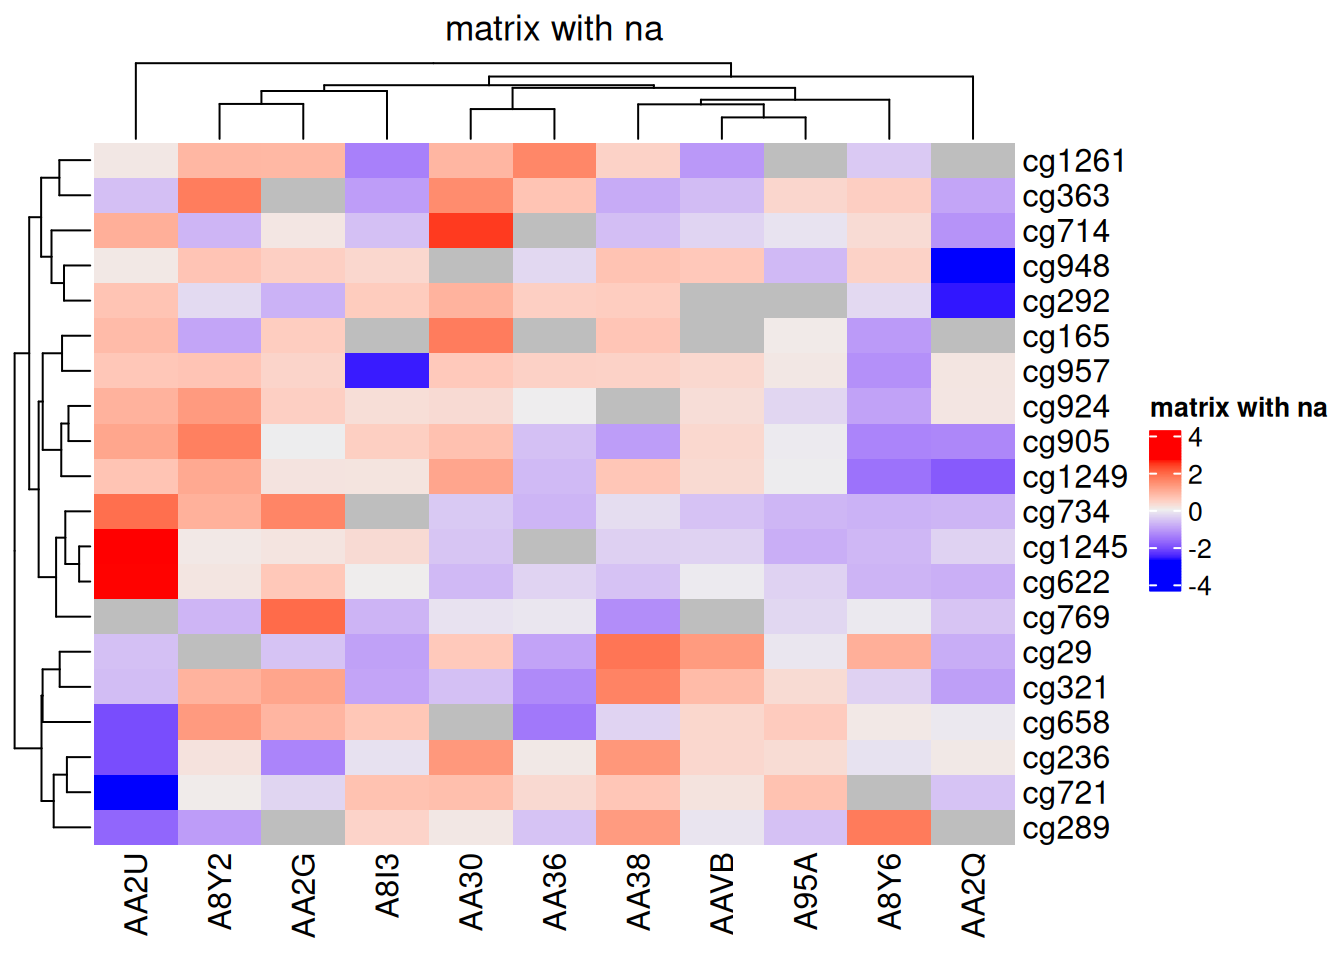 matrix with na
cg1261
cg363
cg714
cg948
cg292
cg165
cg957
cg924
cg905
cg1249
cg734
cg1245
cg622
cg769
cg29
cg321
cg658
cg236
cg721
cg289
AA2U
A8Y2
AA2G
A8I3
AA30
AA36
AA38
AAVB
A95A
A8Y6
AA2Q
matrix with na
4
2
0
-2
-4